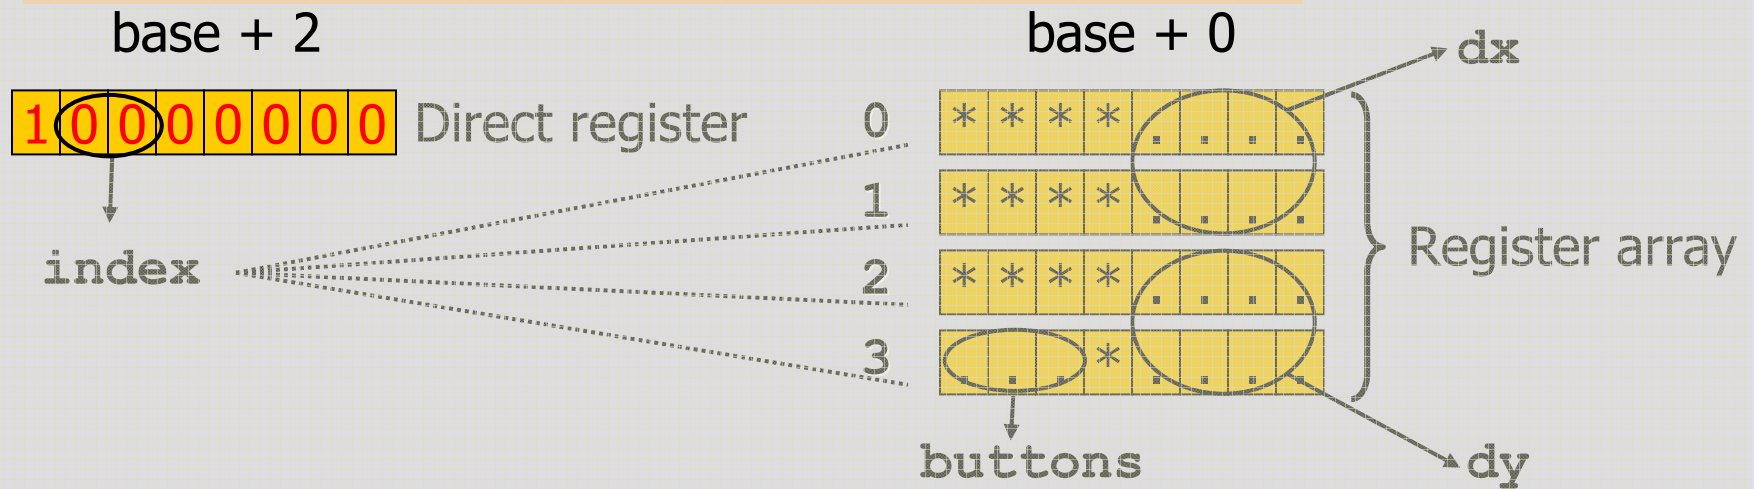 base + 2
base + 0
dx
1 0 0 0 0 0 0 0 Direct register
0 * * * * . . . .
1 * * * * . . . .
index
2 * * * * . . . .
Register array
3 . . . * . . . .
buttons
dy